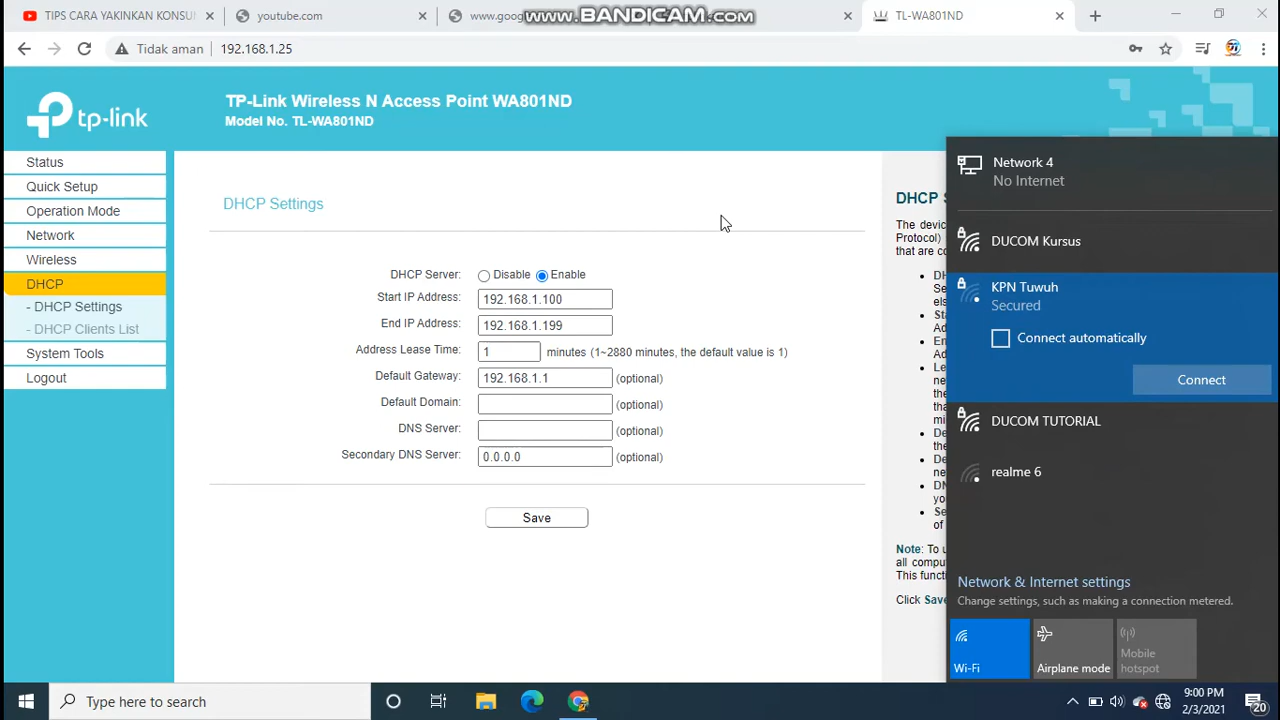 TIPS CARA YAKINKAN KONSUM
youtube.com
www.goog
www.BANDICAM.com
TL-WA801ND
Tidak aman
192.168.1.25
tp-link
TP-Link Wireless N Access Point WA801ND
Model No. TL-WA801ND
Status
Quick Setup
Operation Mode
Network
Wireless
DHCP
- DHCP Settings
- DHCP Clients List
System Tools
Logout
DHCP Settings
DHCP Server: Disable Enable
Start IP Address: 192.168.1.100
End IP Address: 192.168.1.199
Address Lease Time: 1 minutes (1~2880 minutes, the default value is 1)
Default Gateway: 192.168.1.1 (optional)
Default Domain: (optional)
DNS Server: (optional)
Secondary DNS Server: 0.0.0.0 (optional)
Save
DHCP S
The devic
Protocol)
that are co
Note: To u
all compu
This functi
Click Save
Network 4
No Internet
DUCOM Kursus
KPN Tuwuh
Secured
Connect automatically
Connect
DUCOM TUTORIAL
realme 6
Network & Internet settings
Change settings, such as making a connection metered.
Wi-Fi
Airplane mode
Mobile hotspot
Type here to search
9:00 PM
2/3/2021
20